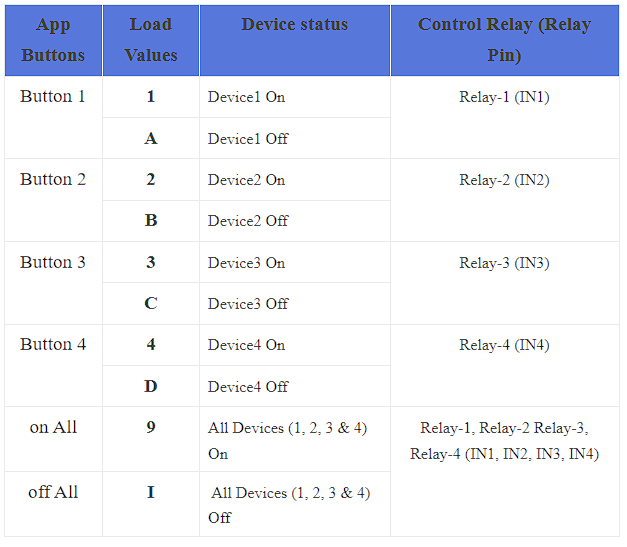 App Buttons Load Values Device status Control Relay (Relay Pin)
Button 1 1 Device1 On Relay-1 (IN1)
A Device1 Off
Button 2 2 Device2 On Relay-2 (IN2)
B Device2 Off
Button 3 3 Device3 On Relay-3 (IN3)
C Device3 Off
Button 4 4 Device4 On Relay-4 (IN4)
D Device4 Off
on All 9 All Devices (1, 2, 3 & 4) On Relay-1, Relay-2 Relay-3, Relay-4 (IN1, IN2, IN3, IN4)
off All I All Devices (1, 2, 3 & 4) Off